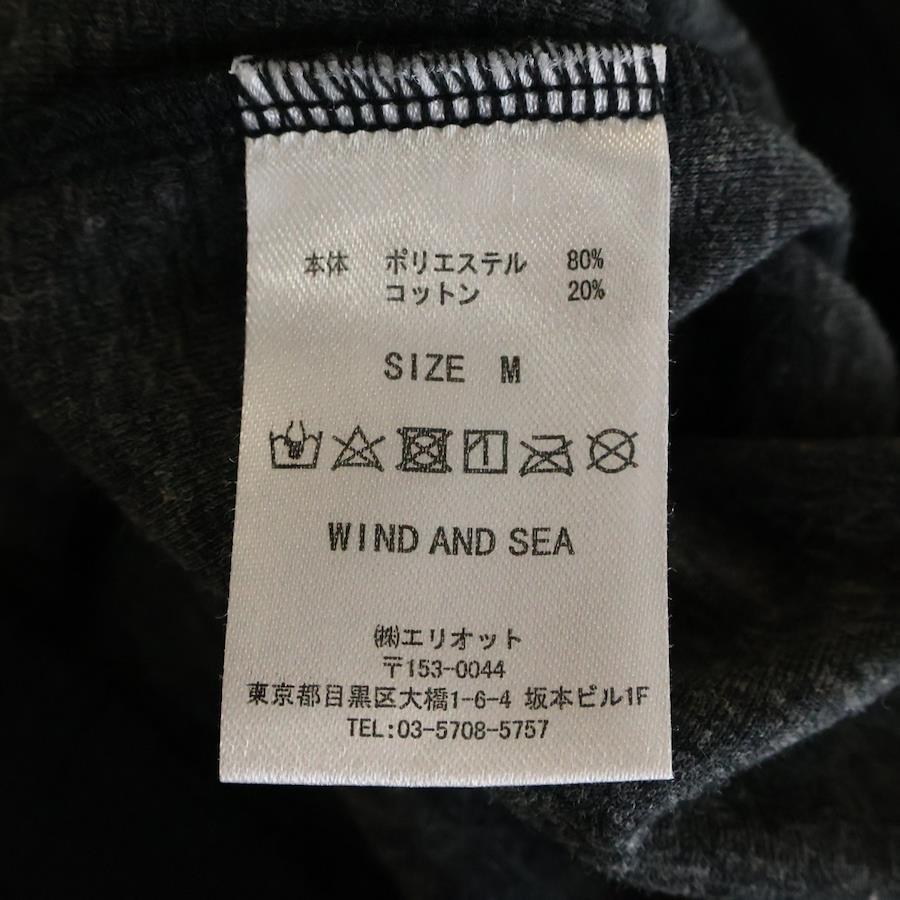 本体 ポリエステル 80%
コットン 20%
SIZE M
WIND AND SEA
㈱エリオット
〒153-0044
東京都目黒区大橋1-6-4 坂本ビル1F
TEL:03-5708-5757